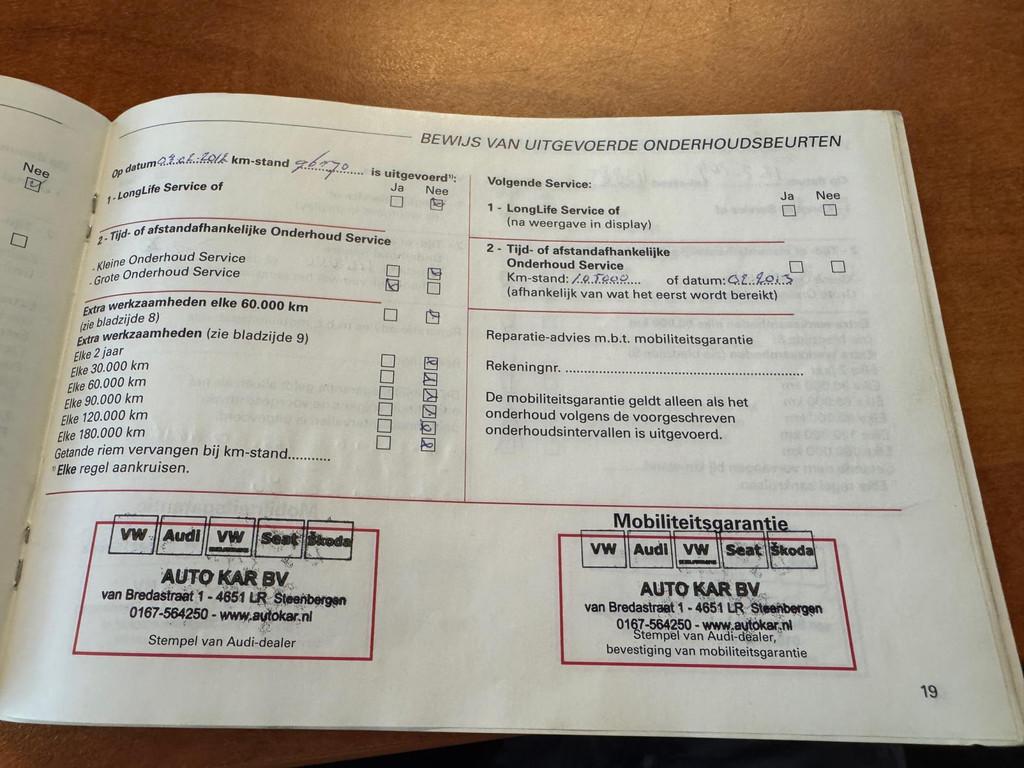 Nee
BEWIJS VAN UITGEVOERDE ONDERHOUDSBEURTEN
Op datum km-stand is uitgevoerd¹⁾:
Ja Nee
1 - LongLife Service of
2 - Tijd- of afstandafhankelijke Onderhoud Service
- Kleine Onderhoud Service
- Grote Onderhoud Service
Extra werkzaamheden elke 60.000 km
(zie bladzijde 8)
Extra werkzaamheden (zie bladzijde 9)
Elke 2 jaar
Elke 30.000 km
Elke 60.000 km
Elke 90.000 km
Elke 120.000 km
Elke 180.000 km
Getande riem vervangen bij km-stand...........
¹⁾ Elke regel aankruisen.
Volgende Service:
Ja Nee
1 - LongLife Service of
(na weergave in display)
2 - Tijd- of afstandafhankelijke
Onderhoud Service
Km-stand: 105000 of datum: 02.2013
(afhankelijk van wat het eerst wordt bereikt)
Reparatie-advies m.b.t. mobiliteitsgarantie
Rekeningnr. ......................................................
De mobiliteitsgarantie geldt alleen als het
onderhoud volgens de voorgeschreven
onderhoudsintervallen is uitgevoerd.
VW Audi VW Seat Škoda
AUTO KAR BV
van Bredastraat 1 - 4651 LR Steenbergen
0167-564250 - www.autokar.nl
Stempel van Audi-dealer
Mobiliteitsgarantie
VW Audi VW Seat Škoda
AUTO KAR BV
van Bredastraat 1 - 4651 LR Steenbergen
0167-564250 - www.autokar.nl
Stempel van Audi-dealer,
bevestiging van mobiliteitsgarantie
19